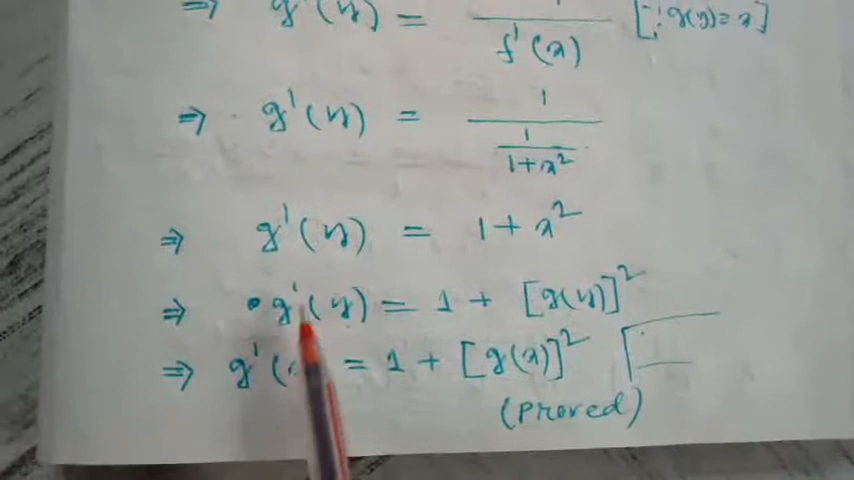 ⇒ g'(y) = 1/f'(x) [∵ g(y) = x]
⇒ g'(y) = 1/(1/(1+x²))
⇒ g'(y) = 1 + x²
⇒ g'(y) = 1 + [g(y)]²
⇒ g'( = 1 + [g(x)]²
(Proved)